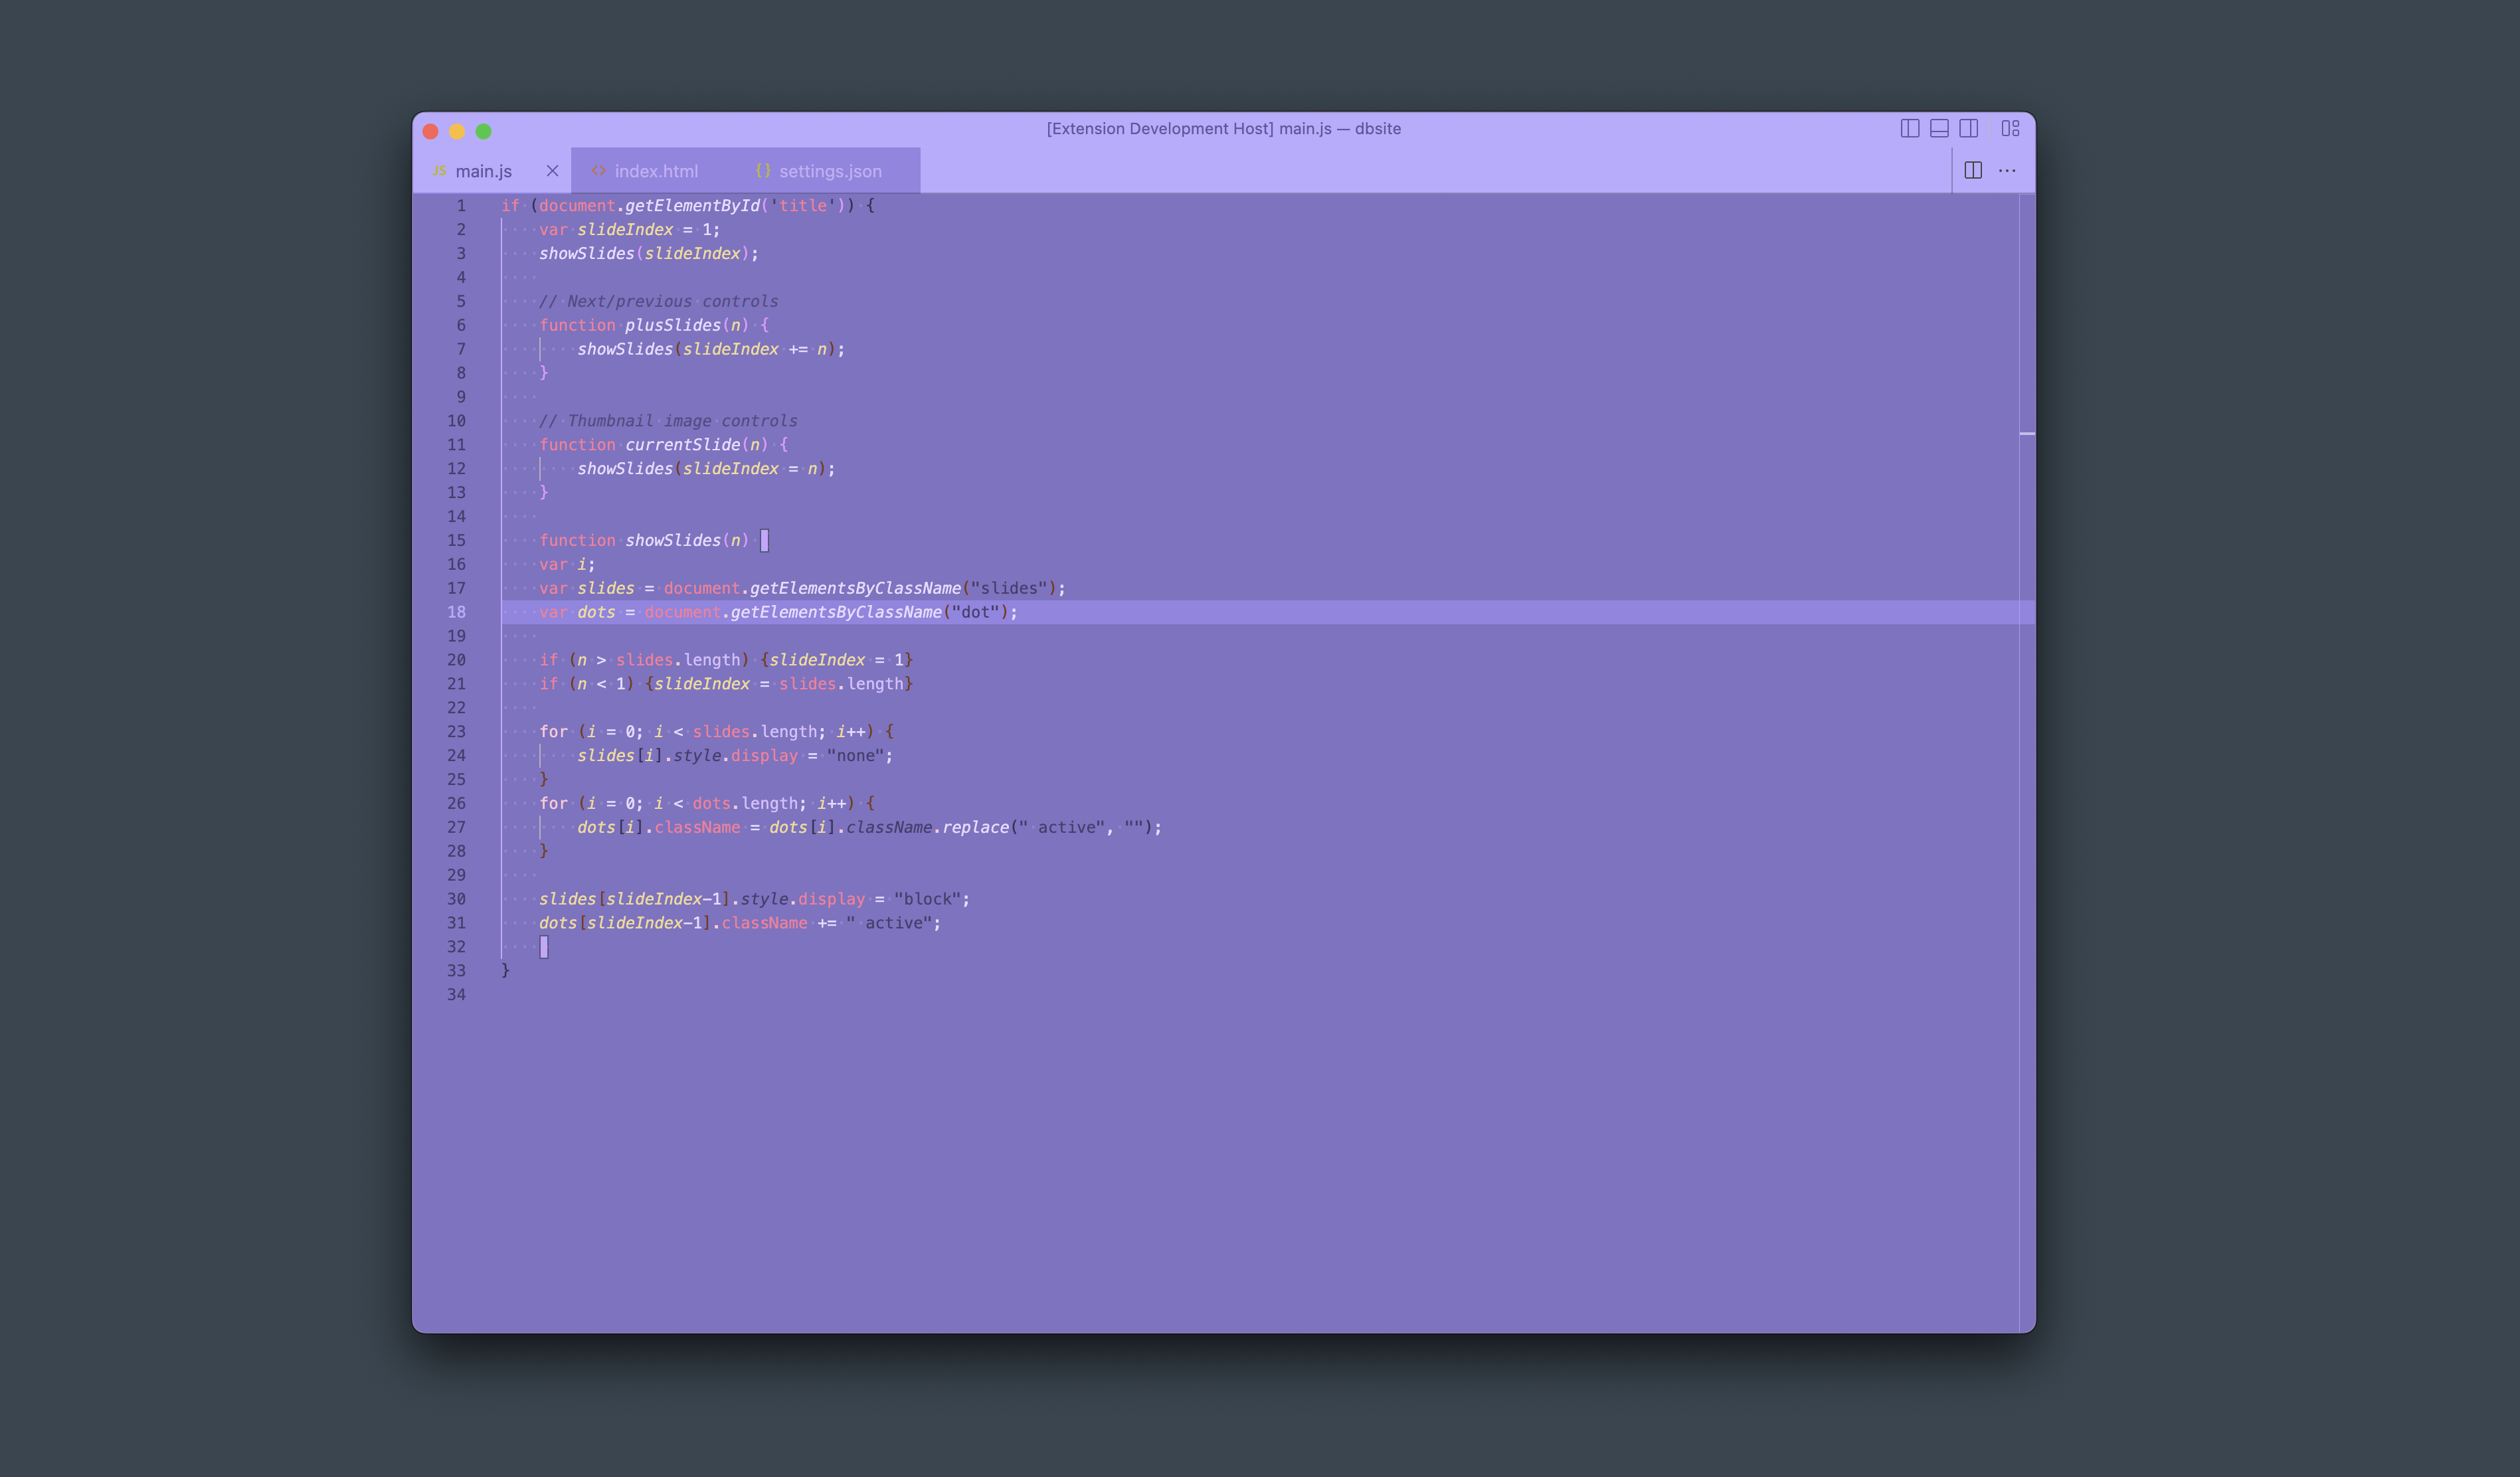 [Extension Development Host] main.js — dbsite
JS main.js index.html {} settings.json
1 if (document.getElementById('title')) {
2     var slideIndex = 1;
3     showSlides(slideIndex);
4
5     // Next/previous controls
6     function plusSlides(n) {
7         showSlides(slideIndex += n);
8     }
9
10     // Thumbnail image controls
11     function currentSlide(n) {
12         showSlides(slideIndex = n);
13     }
14
15     function showSlides(n)
16     var i;
17     var slides = document.getElementsByClassName("slides");
18     var dots = document.getElementsByClassName("dot");
19
20     if (n > slides.length) {slideIndex = 1}
21     if (n < 1) {slideIndex = slides.length}
22
23     for (i = 0; i < slides.length; i++) {
24         slides[i].style.display = "none";
25     }
26     for (i = 0; i < dots.length; i++) {
27         dots[i].className = dots[i].className.replace(" active", "");
28     }
29
30     slides[slideIndex-1].style.display = "block";
31     dots[slideIndex-1].className += " active";
32
33 }
34